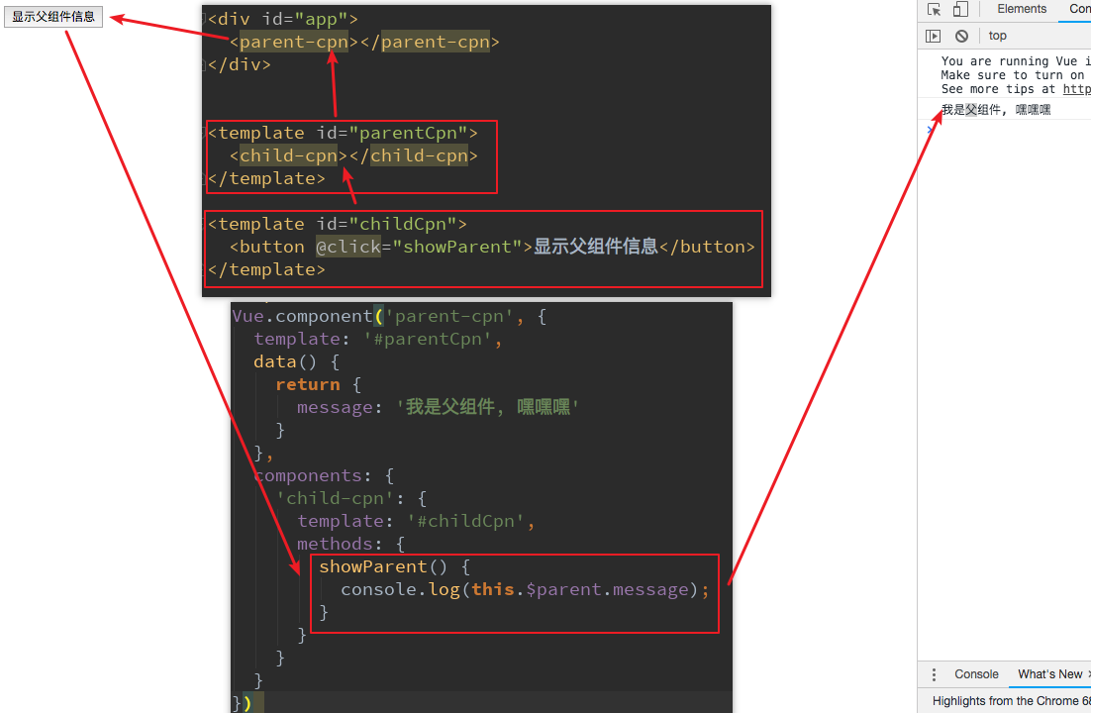 显示父组件信息
<div id="app">
<parent-cpn></parent-cpn>
</div>
<template id="parentCpn">
<child-cpn></child-cpn>
</template>
<template id="childCpn">
<button @click="showParent">显示父组件信息</button>
</template>
Vue.component('parent-cpn', {
template: '#parentCpn',
data() {
return {
message: '我是父组件, 嘿嘿嘿'
}
},
components: {
'child-cpn': {
template: '#childCpn',
methods: {
showParent() {
console.log(this.$parent.message);
}
}
}
}
})
Elements Con
top
You are running Vue i
Make sure to turn on
See more tips at http
我是父组件, 嘿嘿嘿
Console What's New
Highlights from the Chrome 68